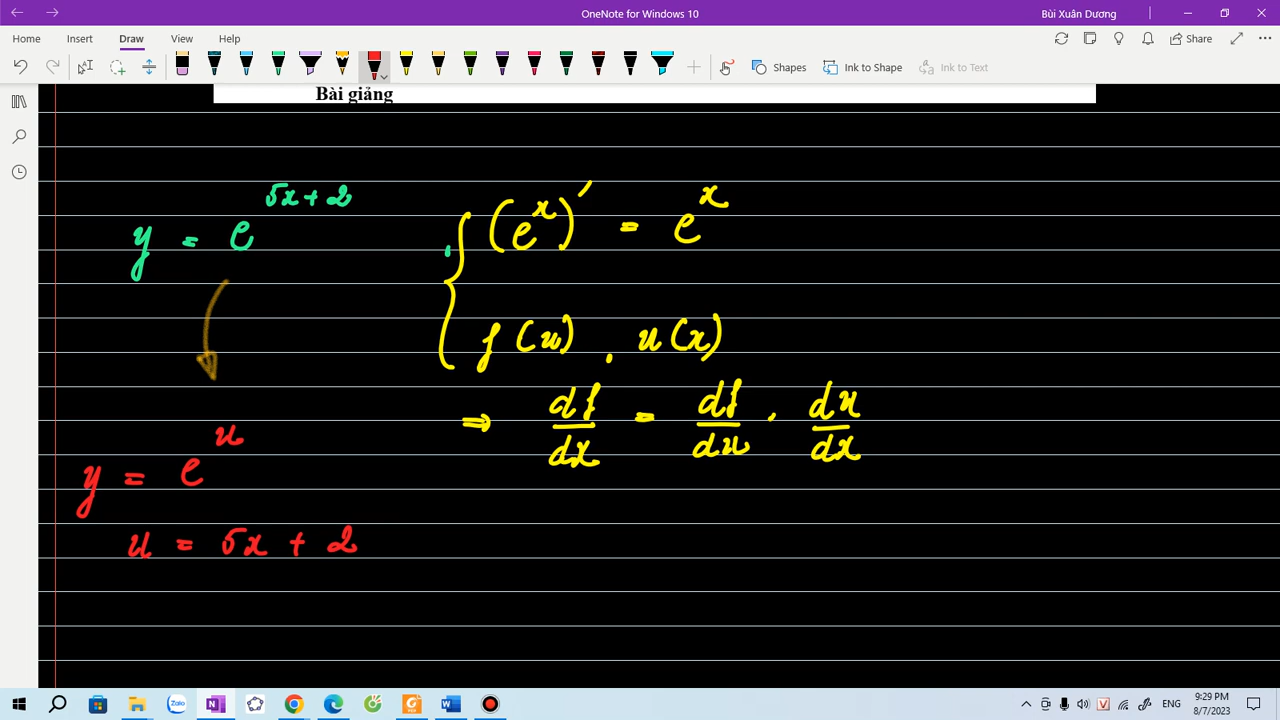 OneNote for Windows 10
Bùi Xuân Dương
Home Insert Draw View Help
Share
Shapes Ink to Shape Ink to Text
Bài giảng
y = e^{5x + 2}
(e^x)' = e^x
f(u), u(x)
⇒ df/dx = df/du . du/dx
y = e^u
u = 5x + 2
Zalo
W
ENG
9:29 PM
8/7/2023